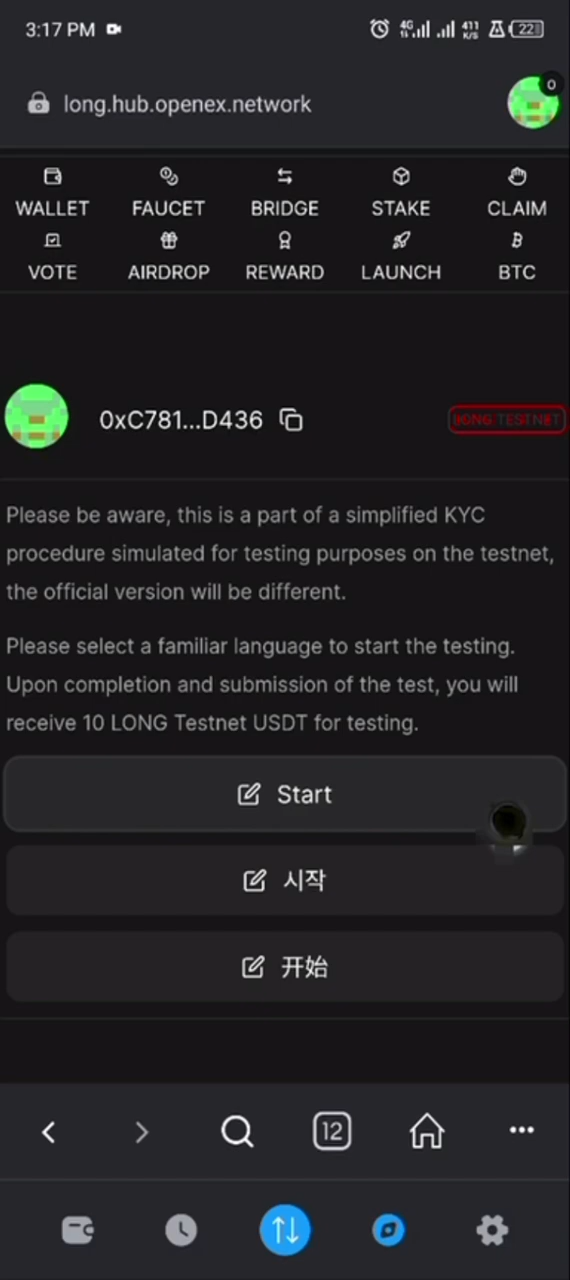 3:17 PM
4G
411
K/S
22
long.hub.openex.network
0
WALLET FAUCET BRIDGE STAKE CLAIM
VOTE AIRDROP REWARD LAUNCH BTC
0xC781...D436
LONG TESTNET
Please be aware, this is a part of a simplified KYC
procedure simulated for testing purposes on the testnet,
the official version will be different.
Please select a familiar language to start the testing.
Upon completion and submission of the test, you will
receive 10 LONG Testnet USDT for testing.
Start
시작
开始
12